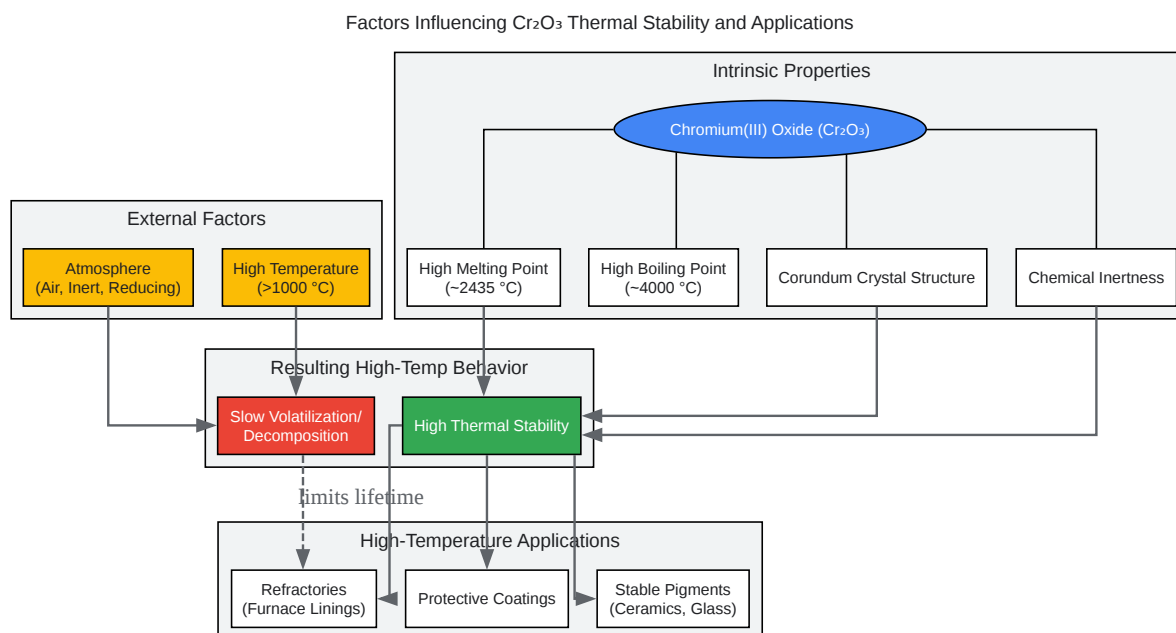 Factors Influencing Cr₂O₃ Thermal Stability and Applications
Intrinsic Properties
Chromium(III) Oxide (Cr₂O₃)
External Factors
Atmosphere
(Air, Inert, Reducing)
High Temperature
(>1000 °C)
High Melting Point
(~2435 °C)
High Boiling Point
(~4000 °C)
Corundum Crystal Structure
Chemical Inertness
Resulting High-Temp Behavior
Slow Volatilization/
Decomposition
High Thermal Stability
limits lifetime
High-Temperature Applications
Refractories
(Furnace Linings)
Protective Coatings
Stable Pigments
(Ceramics, Glass)